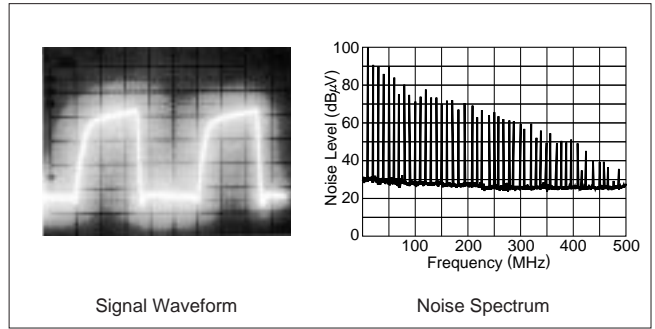 100
80
60
40
20
0
Noise Level (dBμV)
100 200 300 400 500
Frequency (MHz)
Signal Waveform
Noise Spectrum